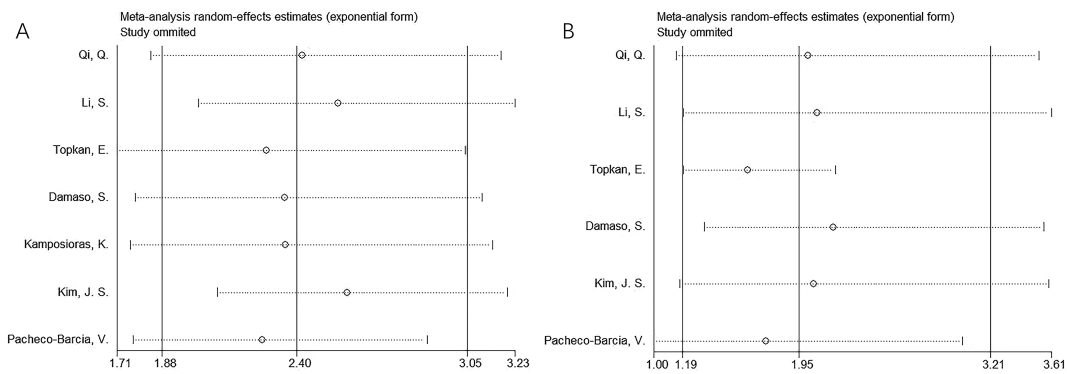 A
Meta-analysis random-effects estimates (exponential form)
Study ommited
Qi, Q.
Li, S.
Topkan, E.
Damaso, S.
Kamposioras, K.
Kim, J. S.
Pacheco-Barcia, V.
1.71 1.88 2.40 3.05 3.23
B
Meta-analysis random-effects estimates (exponential form)
Study ommited
Qi, Q.
Li, S.
Topkan, E.
Damaso, S.
Kim, J. S.
Pacheco-Barcia, V.
1.00 1.19 1.95 3.21 3.61